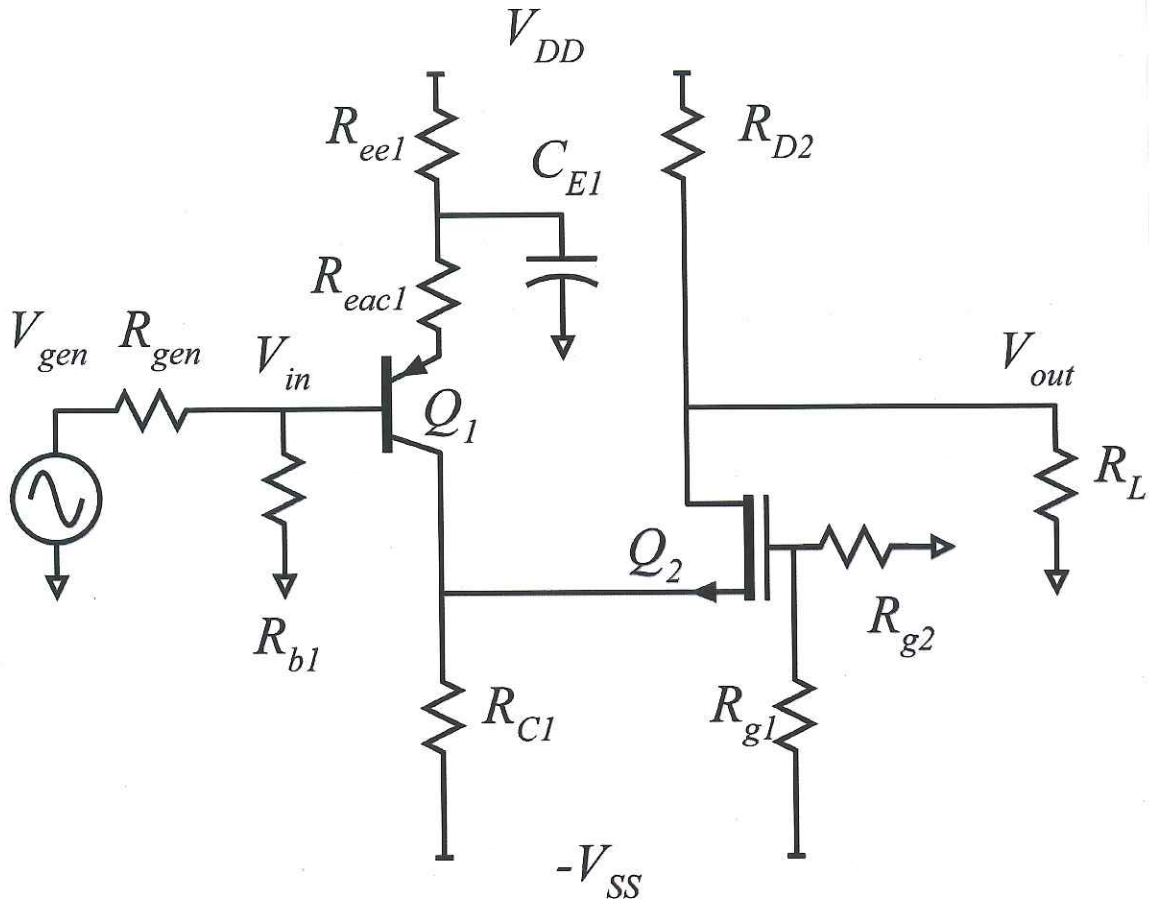 V_DD
R_ee1
R_D2
C_E1
R_eac1
V_gen
R_gen
V_in
V_out
Q_1
R_L
Q_2
R_b1
R_g2
R_C1
R_g1
-V_SS